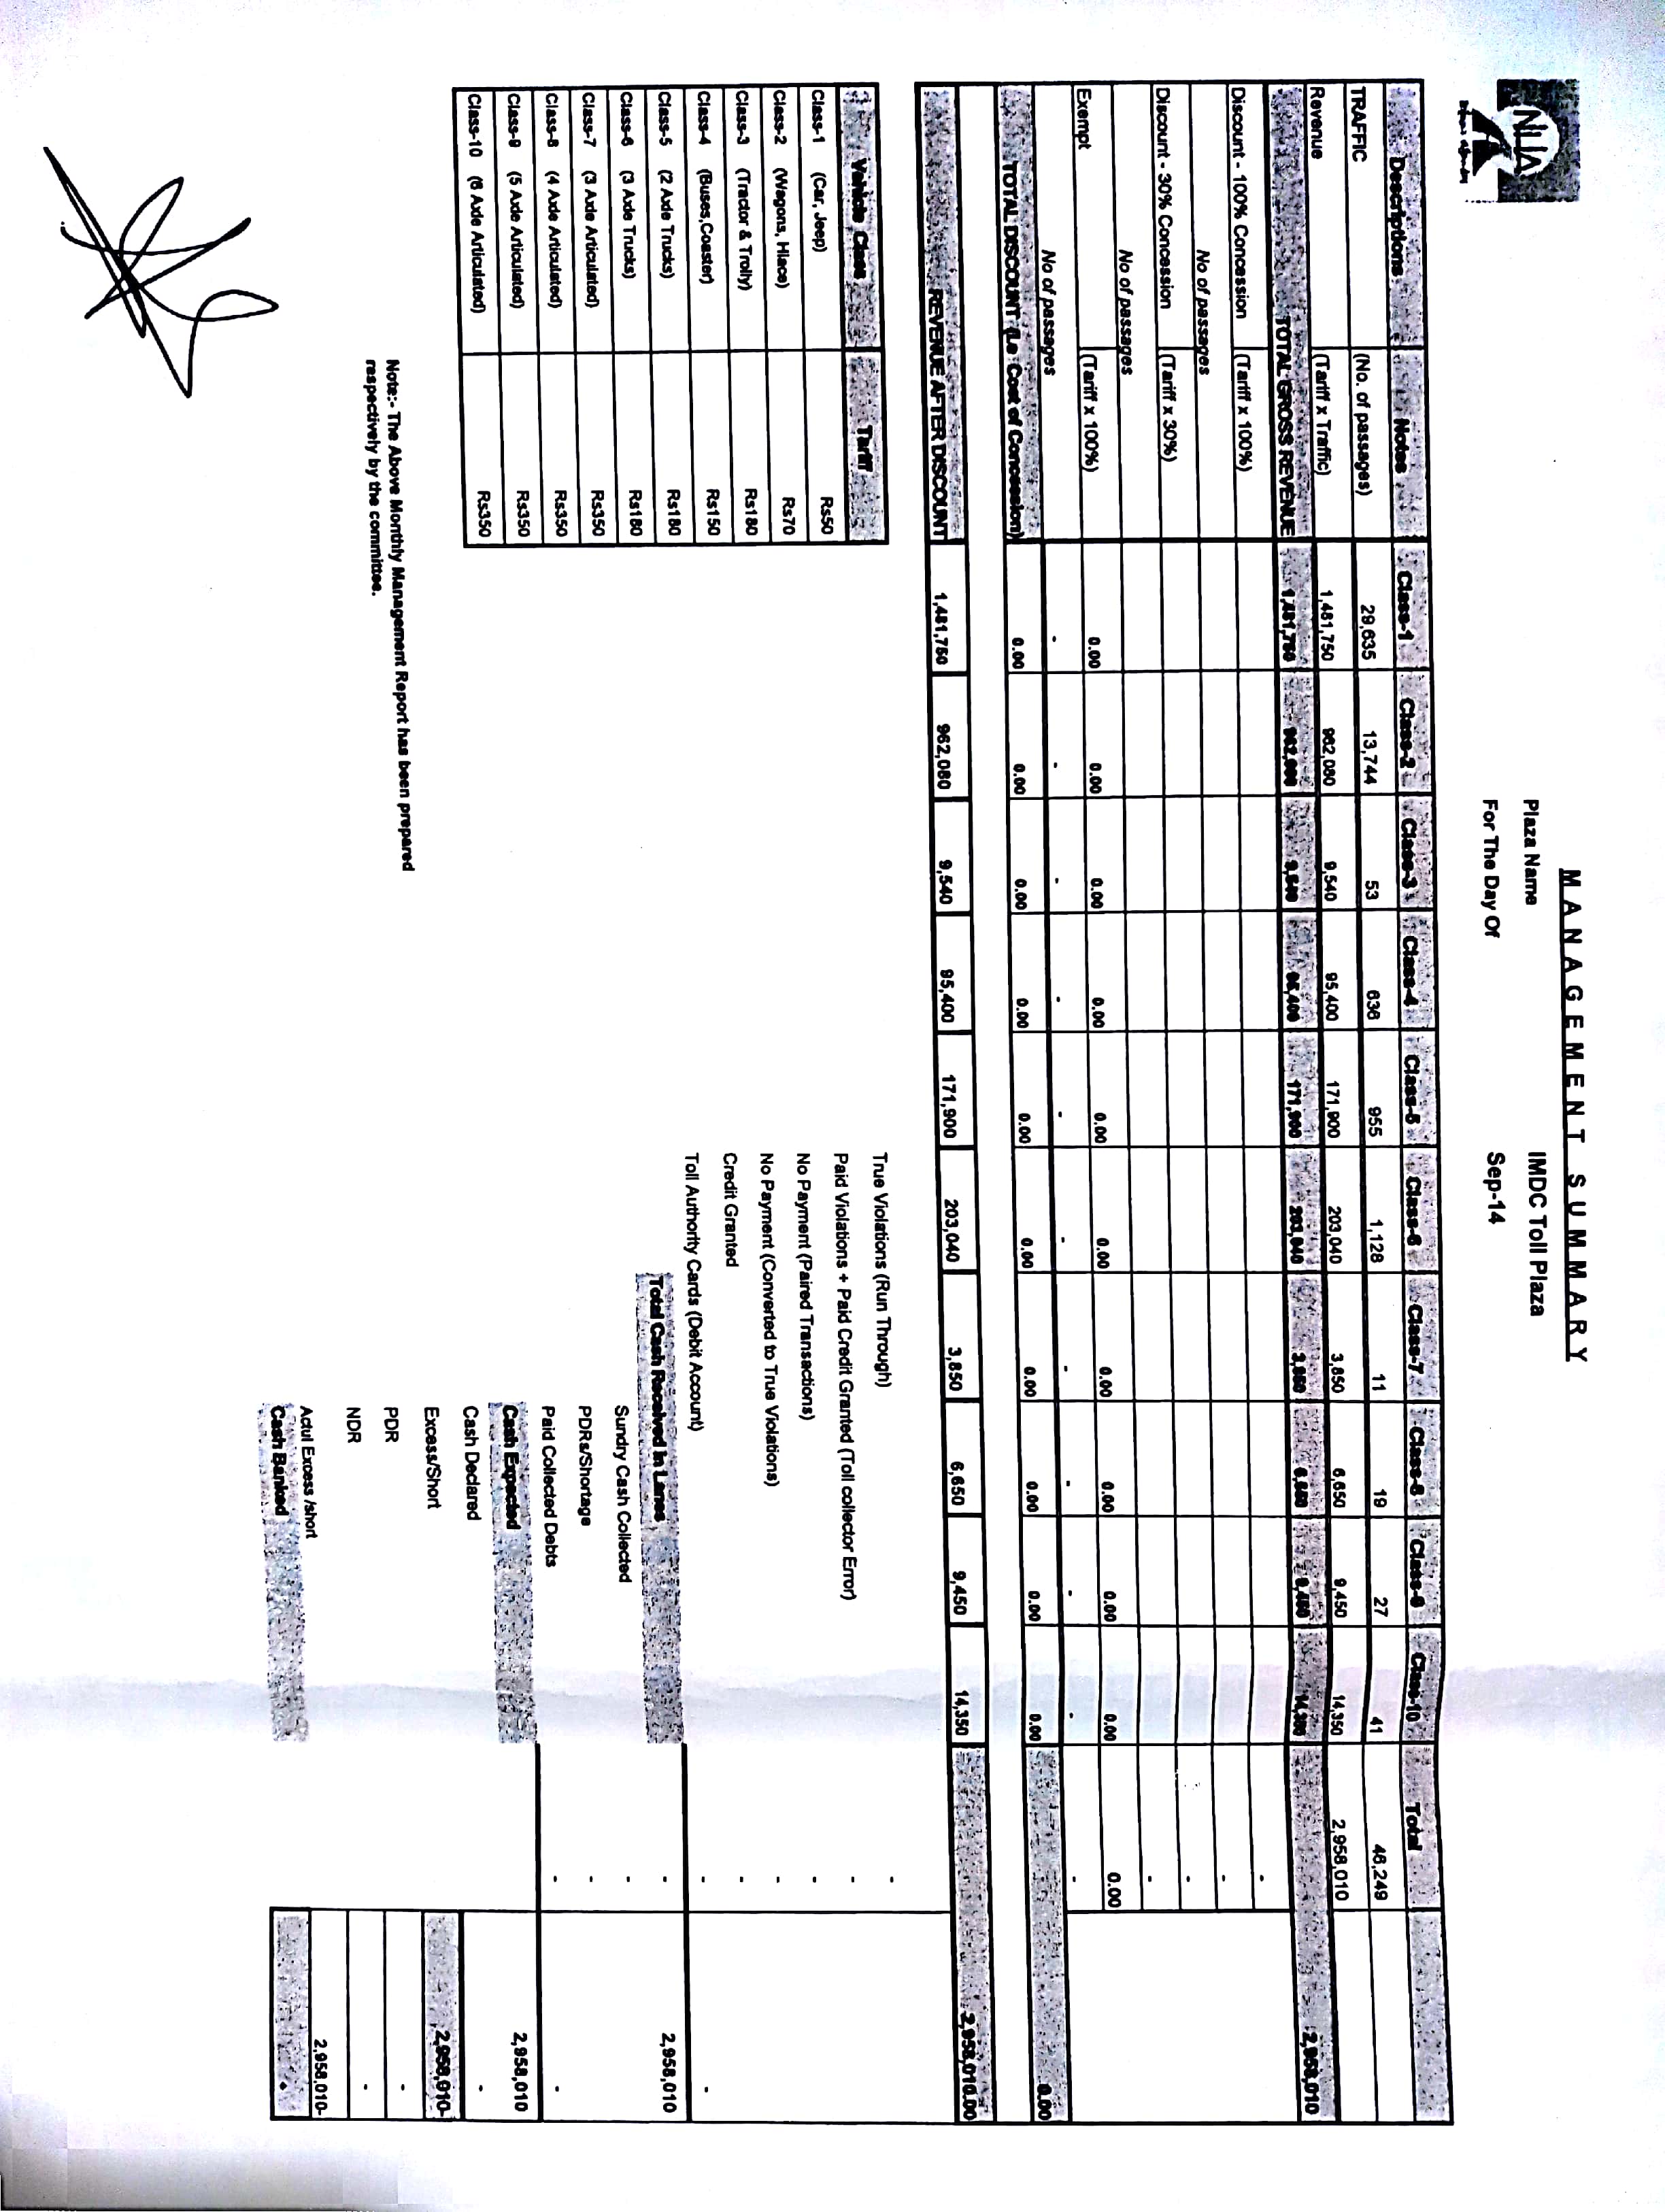 NHA
MANAGEMENT SUMMARY
Plaza Name IMDC Toll Plaza
For The Day Of Sep-14
Descriptions Notes Class-1 Class-2 Class-3 Class-4 Class-5 Class-6 Class-7 Class-8 Class-9 Class-10 Total
TRAFFIC (No. of passages) 29,635 13,744 53 636 955 1,128 11 19 27 41 46,249
Revenue (Tariff x Traffic) 1,481,750 962,080 9,540 95,400 171,900 203,040 3,850 6,650 9,450 14,350 2,958,010
TOTAL GROSS REVENUE 1,481,750 962,080 9,540 95,400 171,900 203,040 3,850 6,650 9,450 14,350 2,958,010
Discount - 100% Concession (Tariff x 100%) -
No of passages -
Discount - 30% Concession (Tariff x 30%) -
No of passages -
Exempt (Tariff x 100%) 0.00 0.00 0.00 0.00 0.00 0.00 0.00 0.00 0.00 0.00 0.00
No of passages - - - - - - - - - - -
TOTAL DISCOUNT (i.e Cost of Concession) 0.00 0.00 0.00 0.00 0.00 0.00 0.00 0.00 0.00 0.00 0.00
REVENUE AFTER DISCOUNT 1,481,750 962,080 9,540 95,400 171,900 203,040 3,850 6,650 9,450 14,350 2,958,010.00
Vehicle Class Tariff
Class-1 (Car, Jeep) Rs50
Class-2 (Wagons, Hiace) Rs70
Class-3 (Tractor & Trolly) Rs180
Class-4 (Buses,Coaster) Rs150
Class-5 (2 Axle Trucks) Rs180
Class-6 (3 Axle Trucks) Rs180
Class-7 (3 Axle Articulated) Rs350
Class-8 (4 Axle Articulated) Rs350
Class-9 (5 Axle Articulated) Rs350
Class-10 (6 Axle Articulated) Rs350
True Violations (Run Through) -
Paid Violations + Paid Credit Granted (Toll collector Error) -
No Payment (Paired Transactions) -
No Payment (Converted to True Violations) -
Credit Granted -
Toll Authority Cards (Debit Account) - -
Total Cash Received In Lanes 2,958,010
Sundry Cash Collected -
PDRs/Shortage -
Paid Collected Debts - -
Cash Expected 2,958,010
Cash Declared -
Excess/Short 2,958,010-
PDR -
NDR -
Actul Excess /short 2,958,010-
Cash Banked -
Note:- The Above Monthly Management Report has been prepared
respectively by the committee.